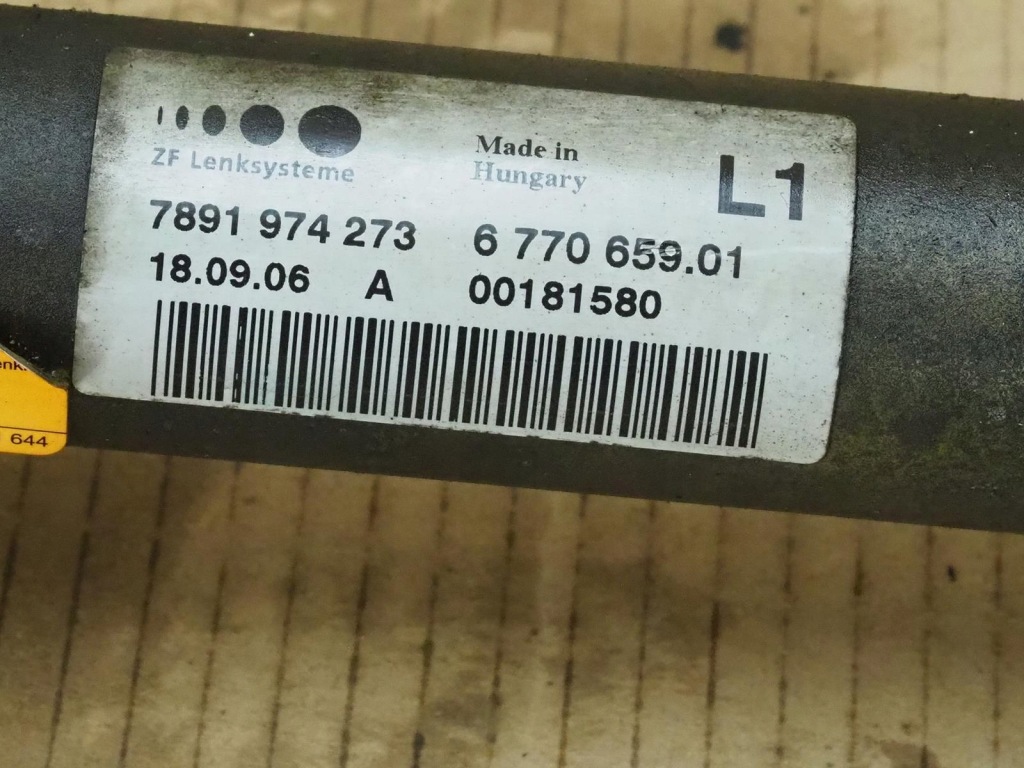 ZF Lenksysteme
Made in
Hungary
L1
7891 974 273 6 770 659.01
18.09.06 A 00181580
644